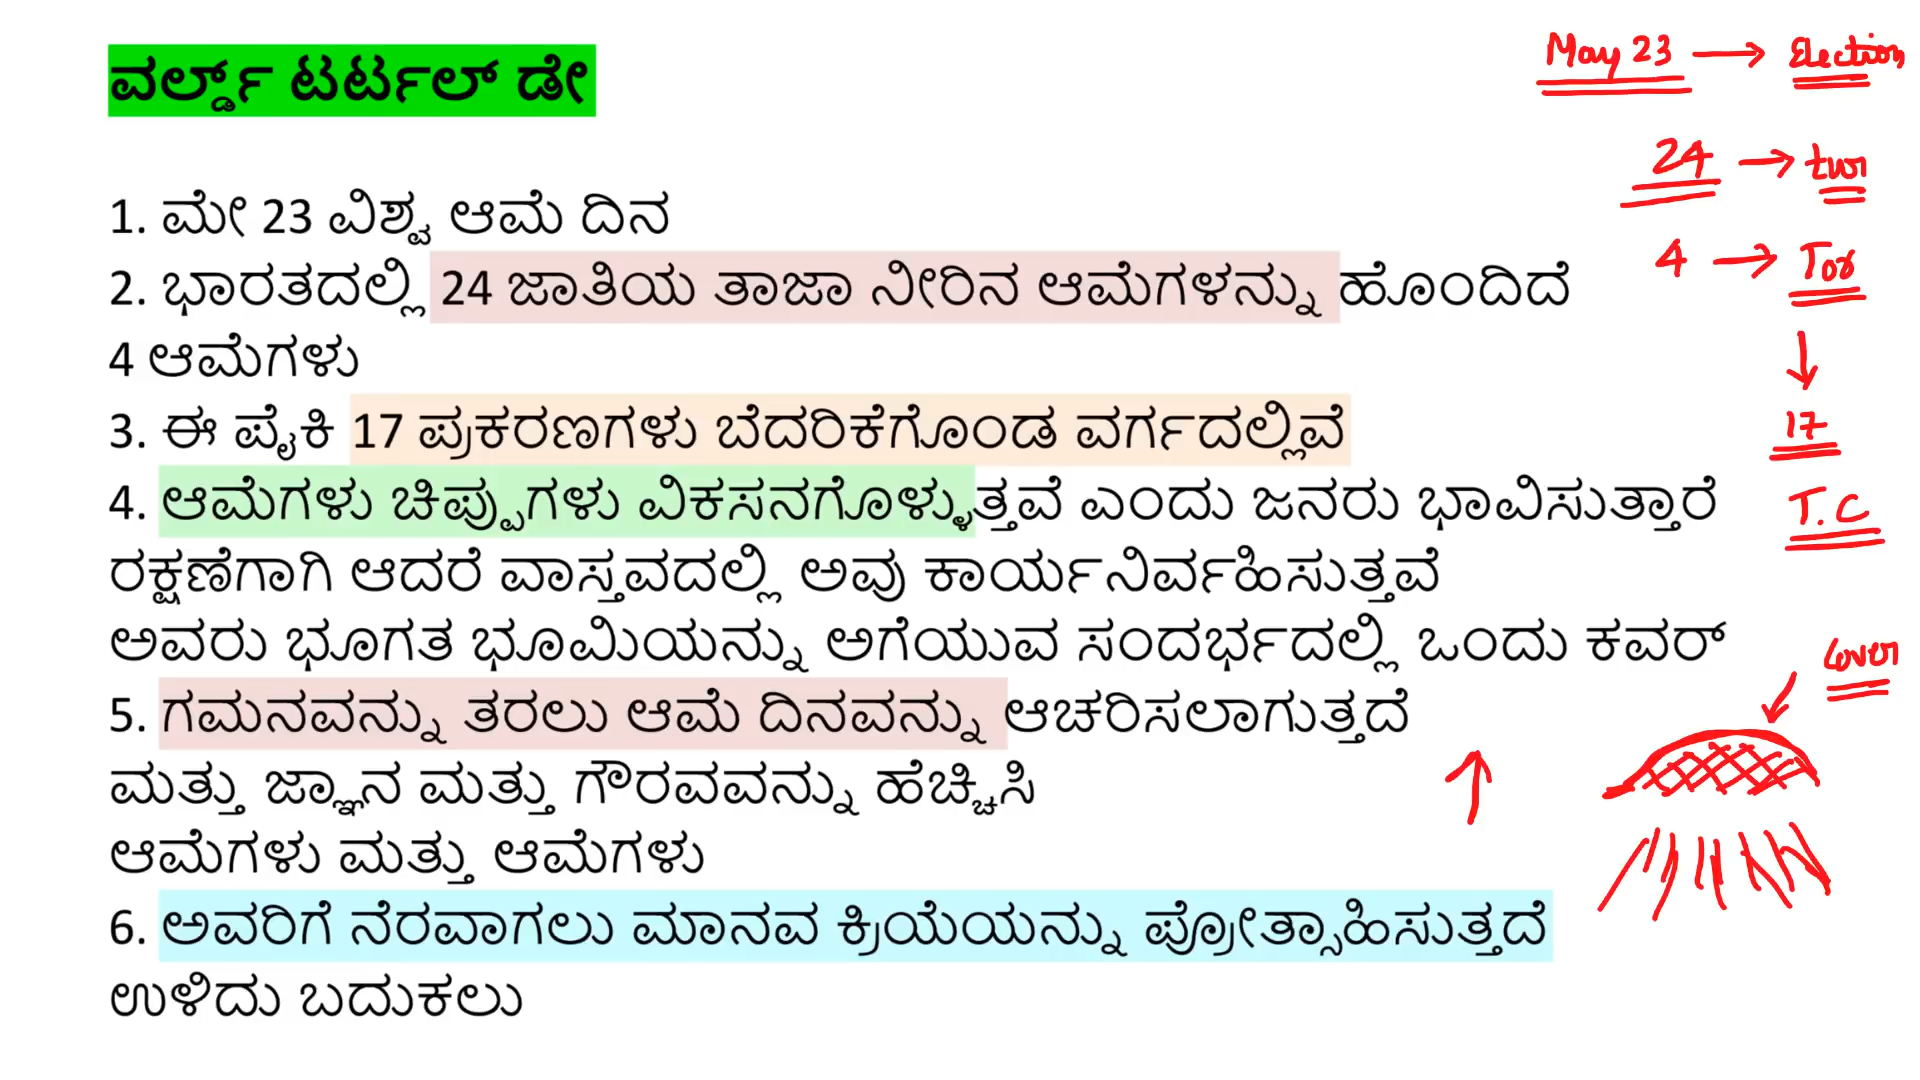 ವರ್ಲ್ಡ್ ಟರ್ಟಲ್ ಡೇ
1. ಮೇ 23 ವಿಶ್ವ ಆಮೆ ದಿನ
2. ಭಾರತದಲ್ಲಿ 24 ಜಾತಿಯ ತಾಜಾ ನೀರಿನ ಆಮೆಗಳನ್ನು ಹೊಂದಿದೆ
4 ಆಮೆಗಳು
3. ಈ ಪೈಕಿ 17 ಪ್ರಕರಣಗಳು ಬೆದರಿಕೆಗೊಂಡ ವರ್ಗದಲ್ಲಿವೆ
4. ಆಮೆಗಳು ಚಿಪ್ಪುಗಳು ವಿಕಸನಗೊಳ್ಳುತ್ತವೆ ಎಂದು ಜನರು ಭಾವಿಸುತ್ತಾರೆ
ರಕ್ಷಣೆಗಾಗಿ ಆದರೆ ವಾಸ್ತವದಲ್ಲಿ ಅವು ಕಾರ್ಯನಿರ್ವಹಿಸುತ್ತವೆ
ಅವರು ಭೂಗತ ಭೂಮಿಯನ್ನು ಅಗೆಯುವ ಸಂದರ್ಭದಲ್ಲಿ ಒಂದು ಕವರ್
5. ಗಮನವನ್ನು ತರಲು ಆಮೆ ದಿನವನ್ನು ಆಚರಿಸಲಾಗುತ್ತದೆ
ಮತ್ತು ಜ್ಞಾನ ಮತ್ತು ಗೌರವವನ್ನು ಹೆಚ್ಚಿಸಿ
ಆಮೆಗಳು ಮತ್ತು ಆಮೆಗಳು
6. ಅವರಿಗೆ ನೆರವಾಗಲು ಮಾನವ ಕ್ರಿಯೆಯನ್ನು ಪ್ರೋತ್ಸಾಹಿಸುತ್ತದೆ
ಉಳಿದು ಬದುಕಲು
May 23 → Election
24 → tur
4 → Tor
↓
17
T.C
Cover